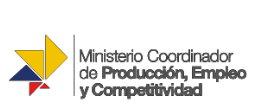 Ministerio Coordinador
de Producción, Empleo
y Competitividad